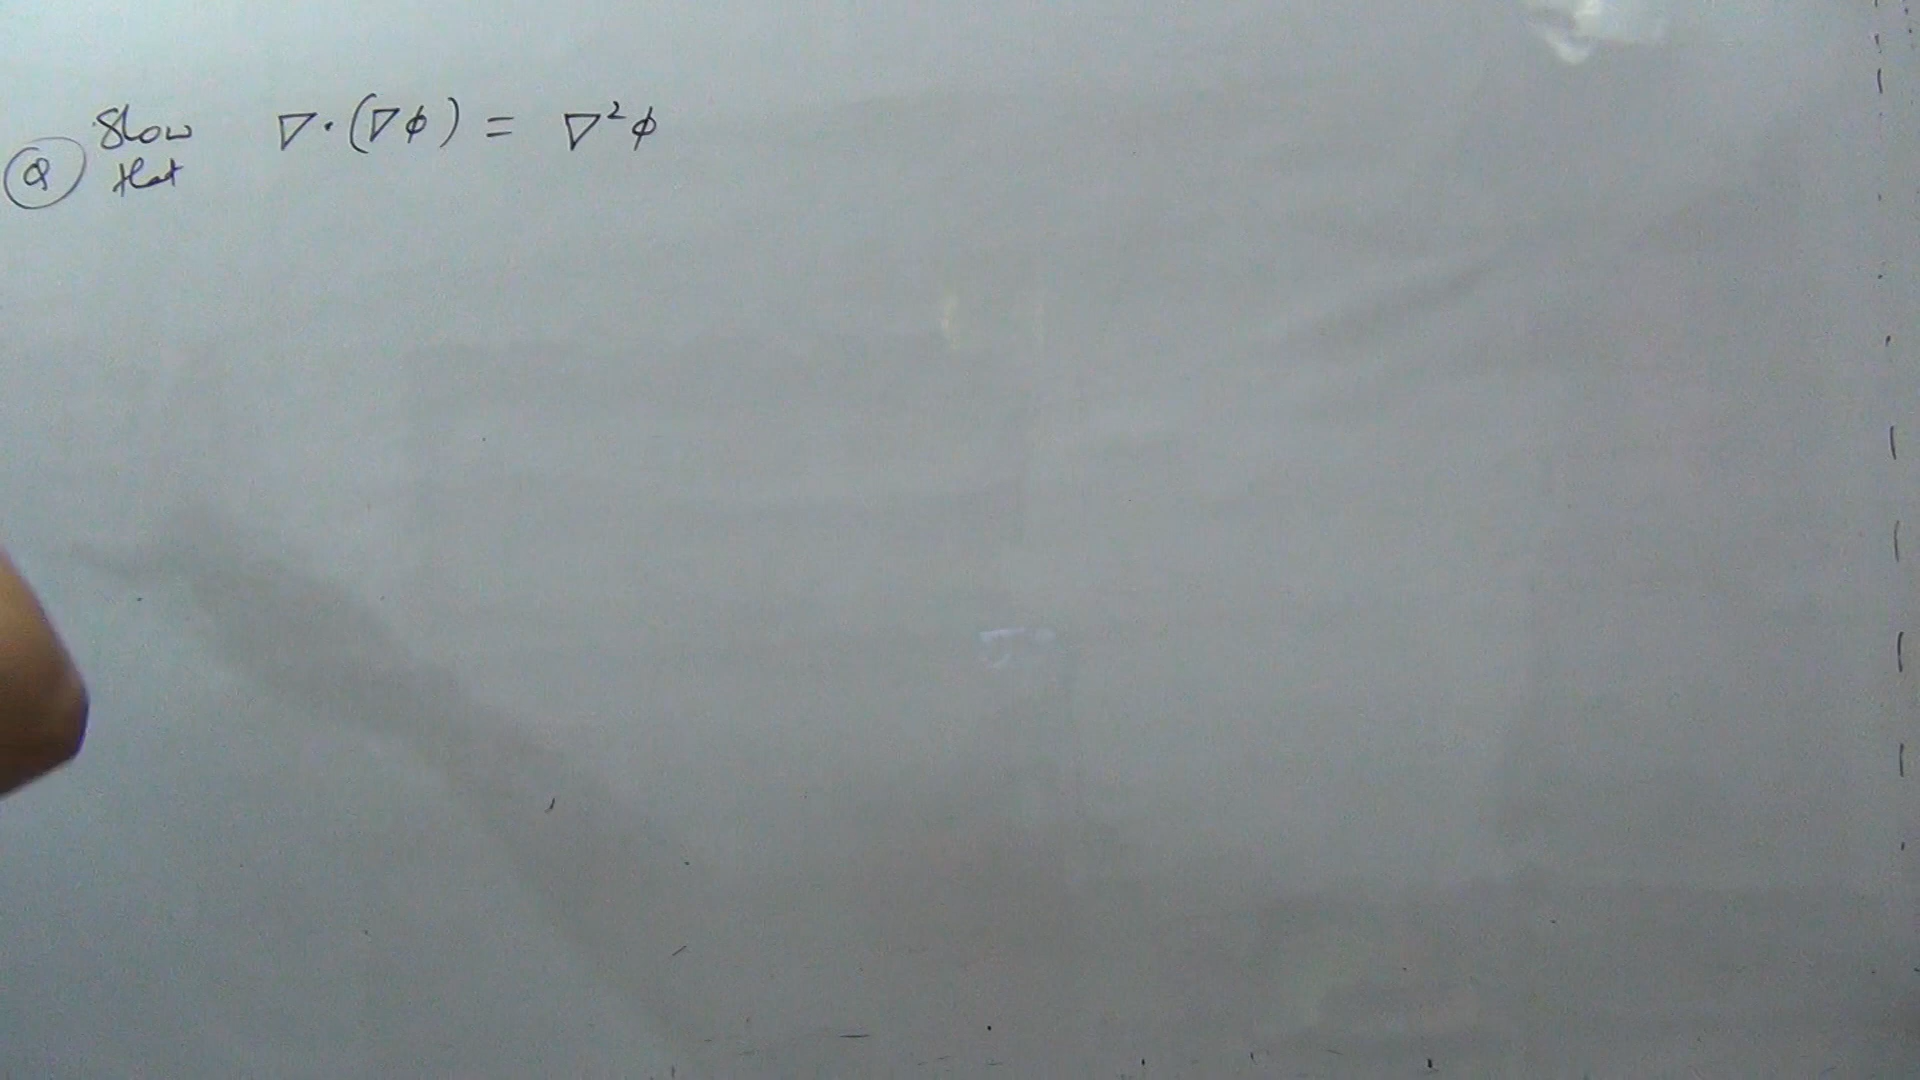 Show ∇·(∇φ) = ∇²φ
Q that